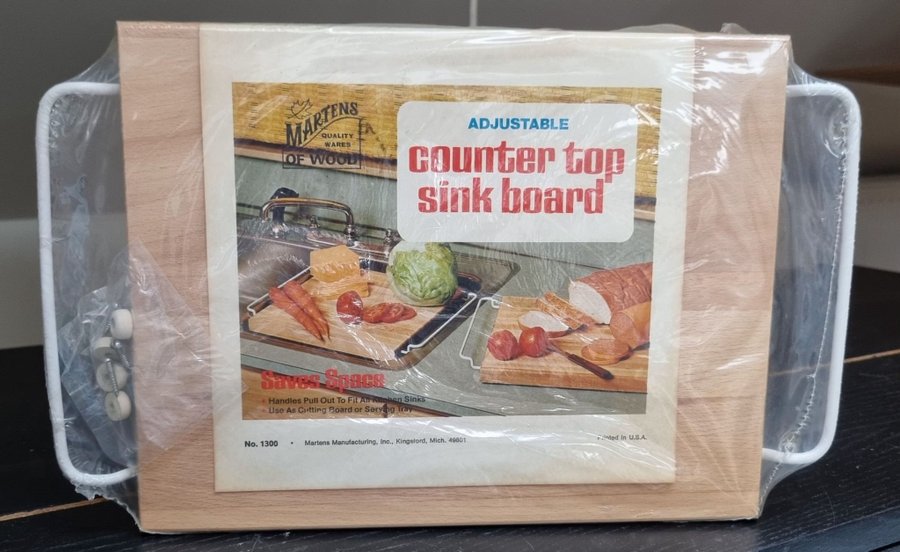 MARTENS
QUALITY
WARES
OF WOOD
ADJUSTABLE
counter top
sink board
Saves Space
Handles Pull Out To Fit All Kitchen Sinks
Use As Cutting Board or Serving Tray
No. 1300 • Martens Manufacturing, Inc., Kingsford, Mich. 49801
Printed in U.S.A.